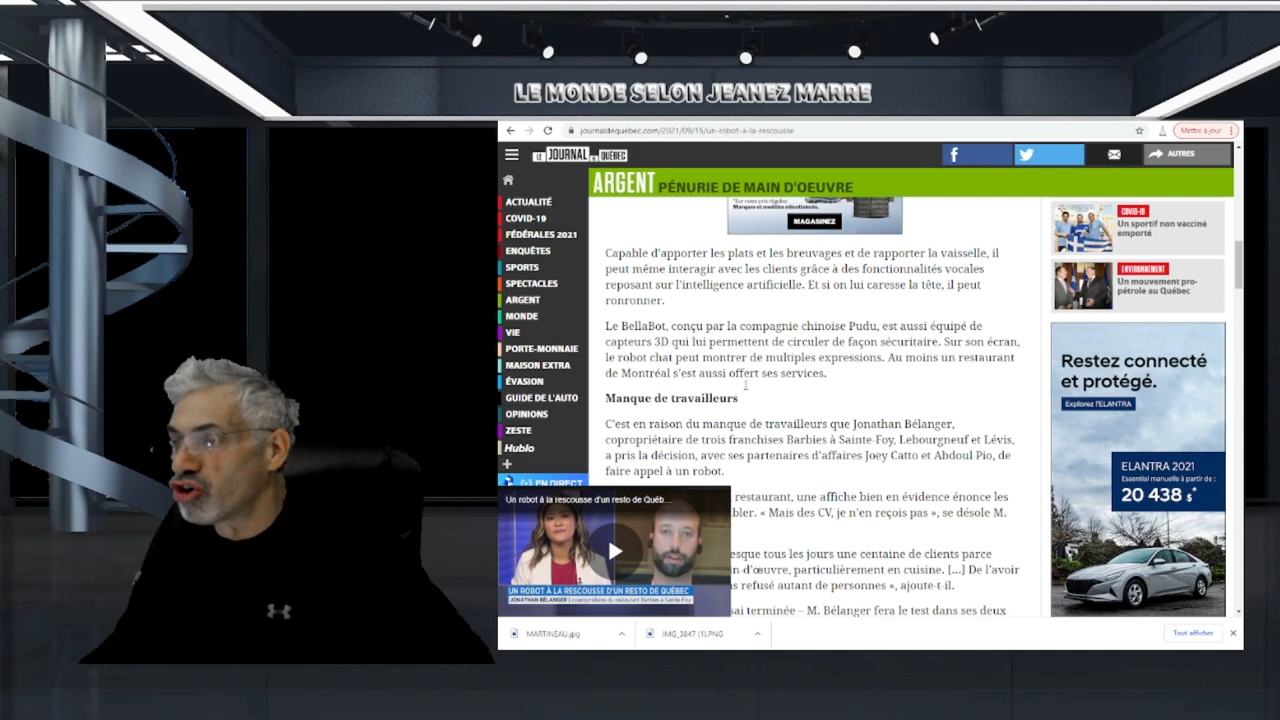 LE MONDE SELON JEANEZ MARRE
journaldequebec.com/2021/09/15/un-robot-a-la-rescousse
Mettre à jour
LE JOURNAL DE QUÉBEC
AUTRES
ARGENT PÉNURIE DE MAIN D'OEUVRE
ACTUALITÉ
COVID-19
FÉDÉRALES 2021
ENQUÊTES
SPORTS
SPECTACLES
ARGENT
MONDE
VIE
PORTE-MONNAIE
MAISON EXTRA
ÉVASION
GUIDE DE L'AUTO
OPINIONS
ZESTE
Hublo
EN DIRECT
Marques et modèles sélectionnés.
MAGASINEZ
Capable d'apporter les plats et les breuvages et de rapporter la vaisselle, il
peut même interagir avec les clients grâce à des fonctionnalités vocales
reposant sur l'intelligence artificielle. Et si on lui caresse la tête, il peut
ronronner.
Le BellaBot, conçu par la compagnie chinoise Pudu, est aussi équipé de
capteurs 3D qui lui permettent de circuler de façon sécuritaire. Sur son écran,
le robot chat peut montrer de multiples expressions. Au moins un restaurant
de Montréal s'est aussi offert ses services.
Manque de travailleurs
C'est en raison du manque de travailleurs que Jonathan Bélanger,
copropriétaire de trois franchises Barbies à Sainte-Foy, Lebourgneuf et Lévis,
a pris la décision, avec ses partenaires d'affaires Joey Catto et Abdoul Pio, de
faire appel à un robot.
restaurant, une affiche bien en évidence énonce les
bler. « Mais des CV, je n'en reçois pas », se désole M.
esque tous les jours une centaine de clients parce
n-d'œuvre, particulièrement en cuisine. [...] De l'avoir
s refusé autant de personnes », ajoute-t-il.
sai terminée – M. Bélanger fera le test dans ses deux
Un robot à la rescousse d'un resto de Québ...
UN ROBOT À LA RESCOUSSE D'UN RESTO DE QUÉBEC
JONATHAN BÉLANGER | copropriétaire du restaurant Barbies à Sainte-Foy
COVID-19
Un sportif non vacciné
emporté
ENVIRONNEMENT
Un mouvement pro-
pétrole au Québec
Restez connecté
et protégé.
Explorez l'ELANTRA
ELANTRA 2021
Essential manuelle à partir de :
20 438 $*
MARTINEAU.jpg
IMG_3847 (1).PNG
Tout afficher